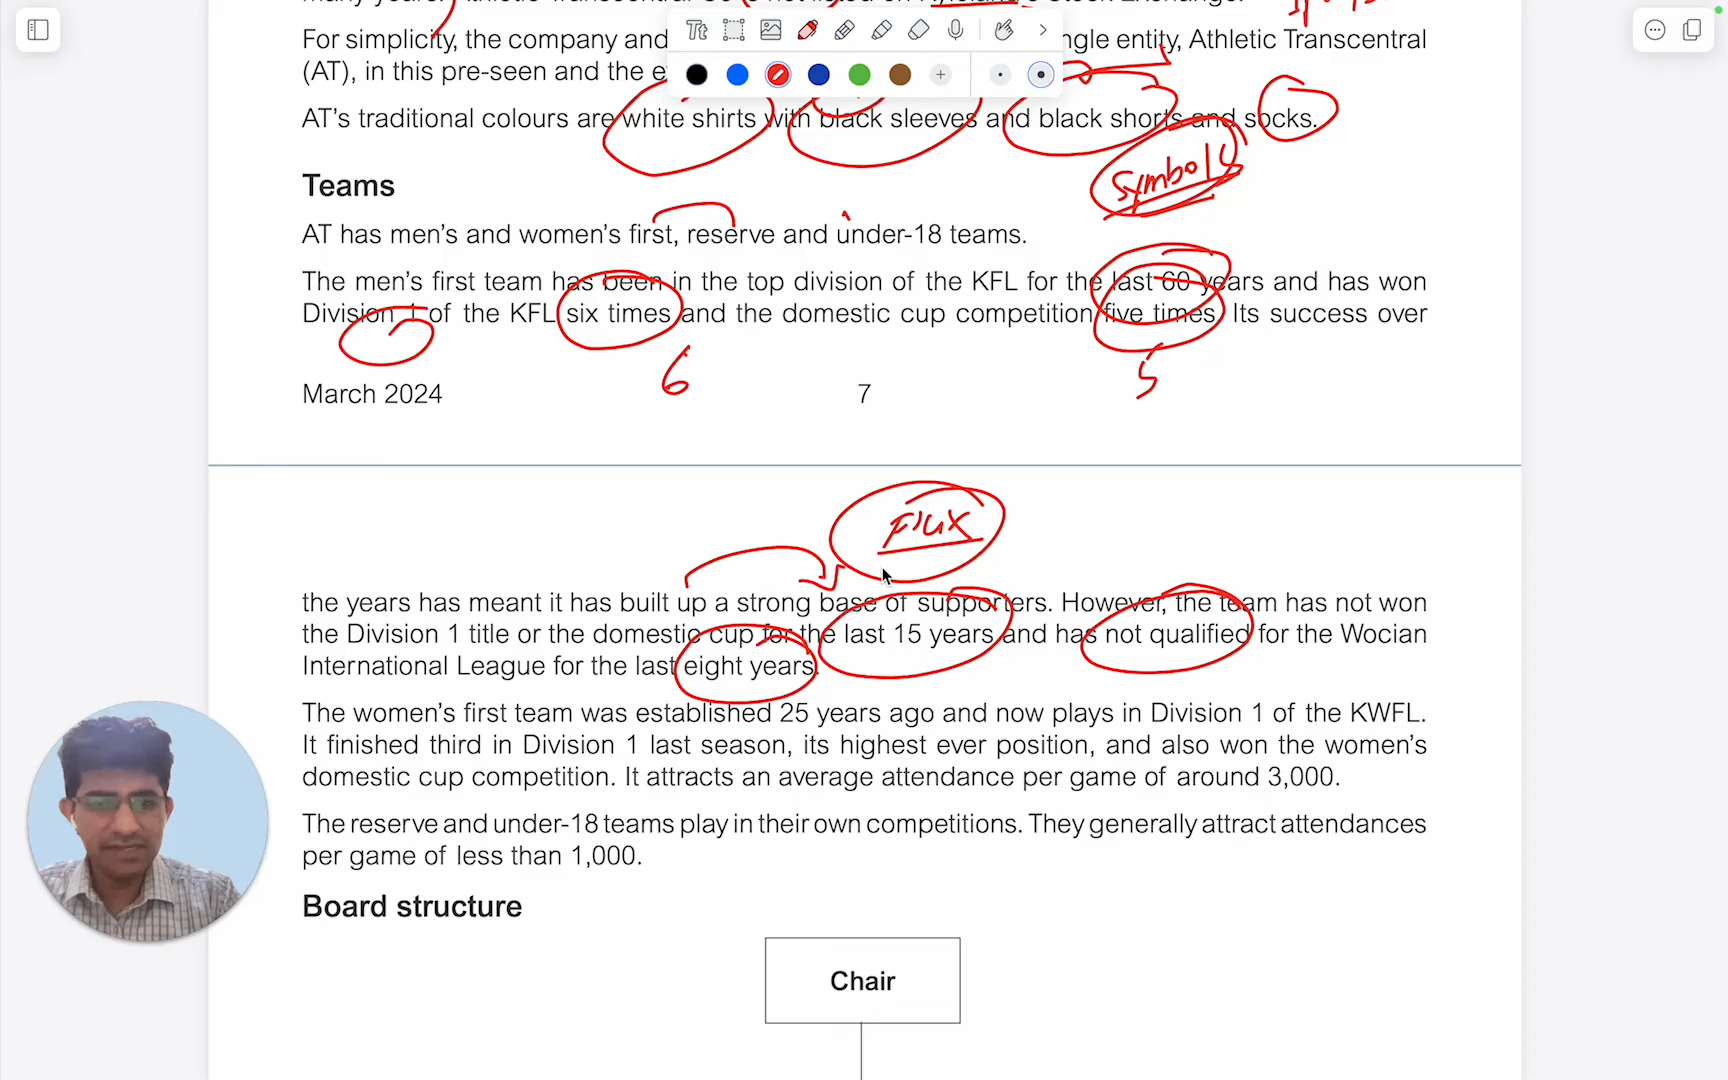 For simplicity, the company and ngle entity, Athletic Transcentral
(AT), in this pre-seen and the e
AT’s traditional colours are white shirts with black sleeves and black shorts and socks.
Symbols
Teams
AT has men’s and women’s first, reserve and under-18 teams.
The men’s first team has been in the top division of the KFL for the last 60 years and has won
Division 1 of the KFL six times and the domestic cup competition five times. Its success over
6 5
March 2024 7
Flux
the years has meant it has built up a strong base of supporters. However, the team has not won
the Division 1 title or the domestic cup for the last 15 years and has not qualified for the Wocian
International League for the last eight years.
The women’s first team was established 25 years ago and now plays in Division 1 of the KWFL.
It finished third in Division 1 last season, its highest ever position, and also won the women’s
domestic cup competition. It attracts an average attendance per game of around 3,000.
The reserve and under-18 teams play in their own competitions. They generally attract attendances
per game of less than 1,000.
Board structure
Chair